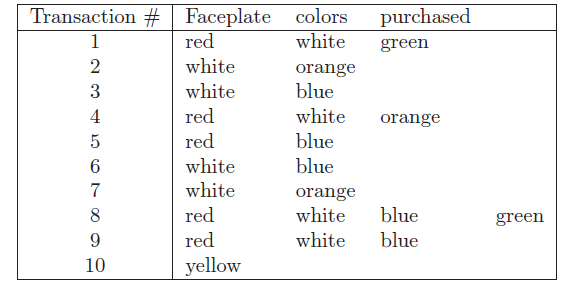 Transaction # Faceplate colors purchased
1 red white green
2 white orange
3 white blue
4 red white orange
5 red blue
6 white blue
7 white orange
8 red white blue green
9 red white blue
10 yellow